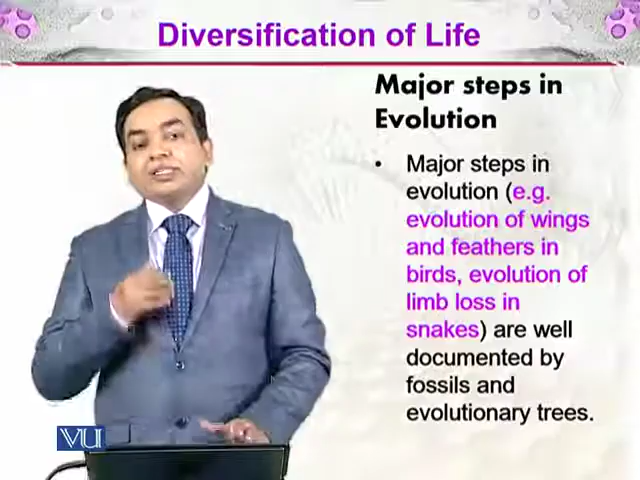 Diversification of Life
Major steps in
Evolution
• Major steps in
evolution (e.g.
evolution of wings
and feathers in
birds, evolution of
limb loss in
snakes) are well
documented by
fossils and
evolutionary trees.
VU